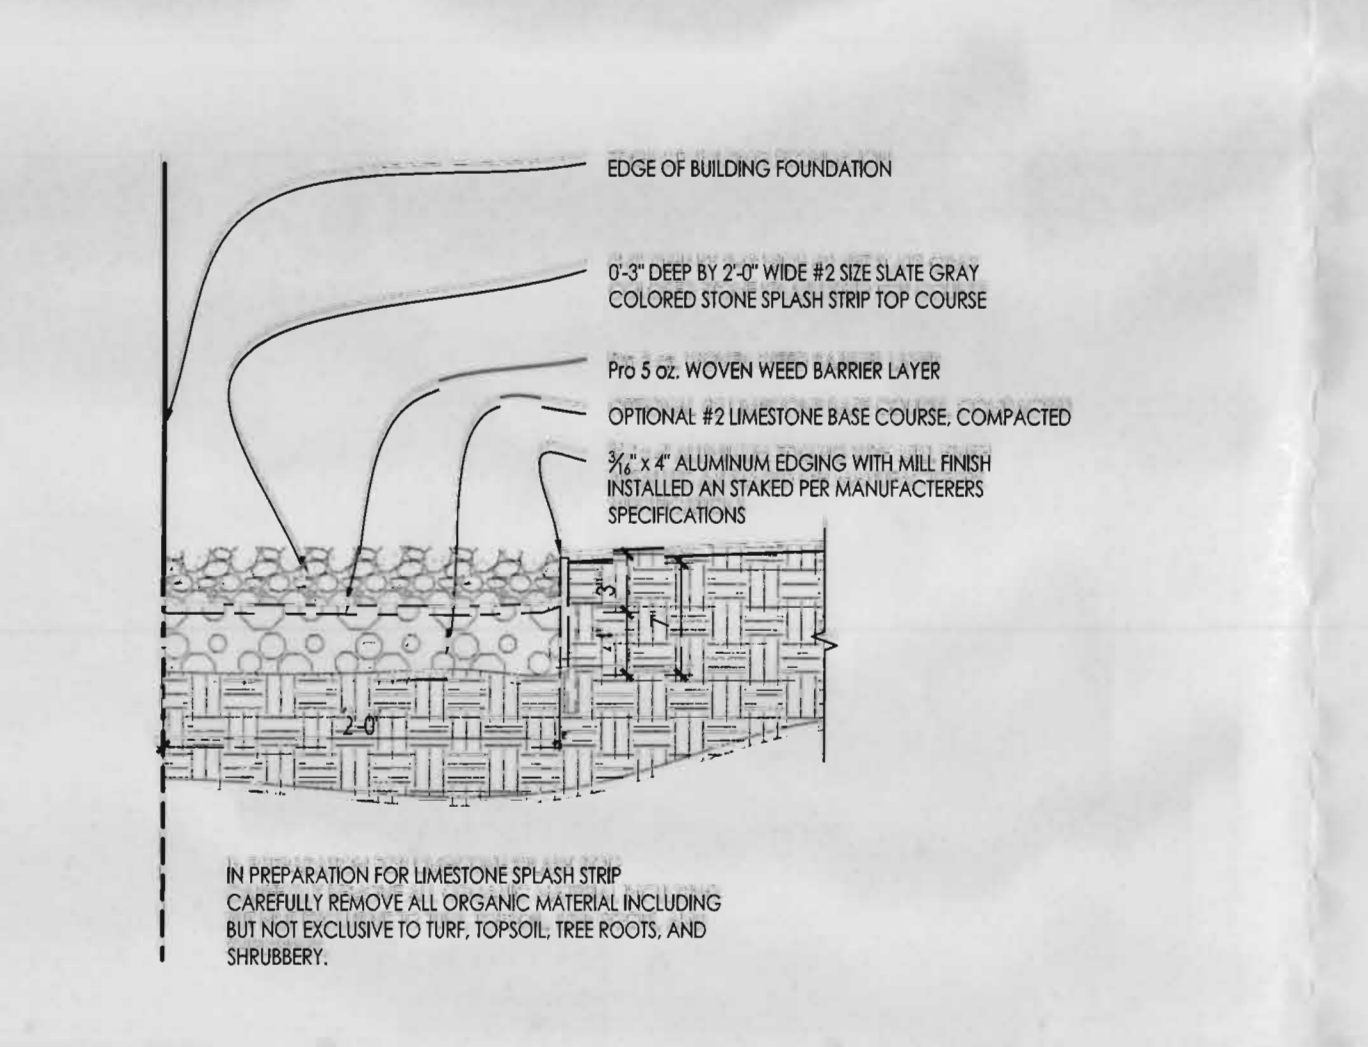 EDGE OF BUILDING FOUNDATION
0'-3" DEEP BY 2'-0" WIDE #2 SIZE SLATE GRAY
COLORED STONE SPLASH STRIP TOP COURSE
Pro 5 oz. WOVEN WEED BARRIER LAYER
OPTIONAL #2 LIMESTONE BASE COURSE, COMPACTED
3/16" x 4" ALUMINUM EDGING WITH MILL FINISH
INSTALLED AN STAKED PER MANUFACTERERS
SPECIFICATIONS
3"
7"
2'-0"
IN PREPARATION FOR LIMESTONE SPLASH STRIP
CAREFULLY REMOVE ALL ORGANIC MATERIAL INCLUDING
BUT NOT EXCLUSIVE TO TURF, TOPSOIL, TREE ROOTS, AND
SHRUBBERY.